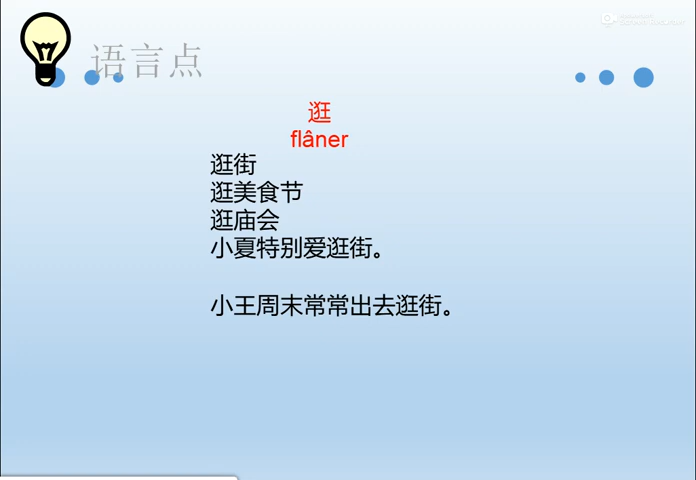 语言点
逛
flâner
逛街
逛美食节
逛庙会
小夏特别爱逛街。
小王周末常常出去逛街。